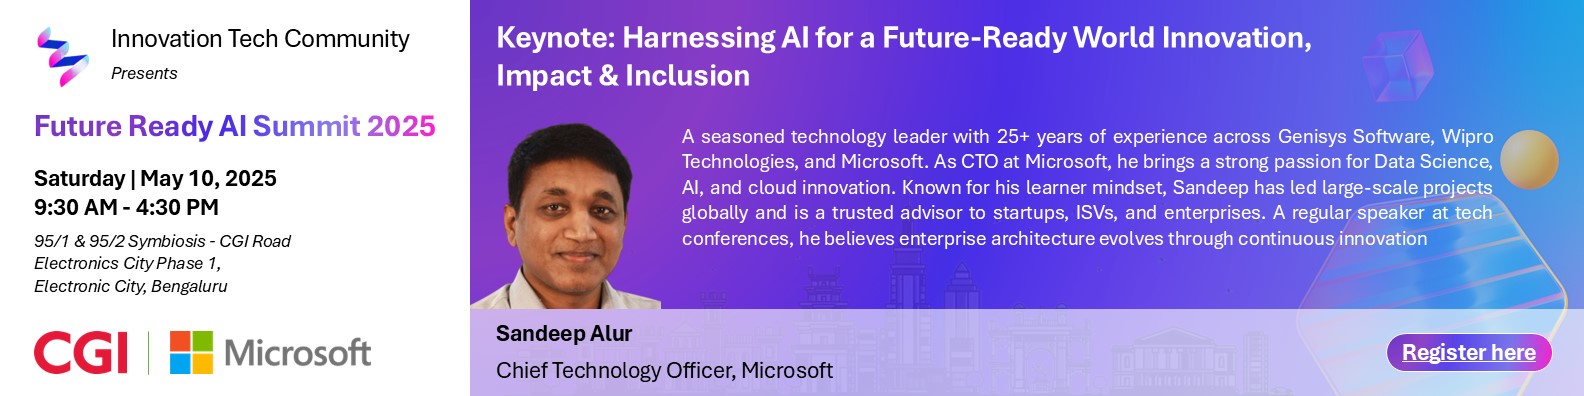 Innovation Tech Community
Presents
Future Ready AI Summit 2025
Saturday | May 10, 2025
9:30 AM - 4:30 PM
95/1 & 95/2 Symbiosis - CGI Road
Electronics City Phase 1,
Electronic City, Bengaluru
CGI
Microsoft
Keynote: Harnessing AI for a Future-Ready World Innovation,
Impact & Inclusion
A seasoned technology leader with 25+ years of experience across Genisys Software, Wipro
Technologies, and Microsoft. As CTO at Microsoft, he brings a strong passion for Data Science,
AI, and cloud innovation. Known for his learner mindset, Sandeep has led large-scale projects
globally and is a trusted advisor to startups, ISVs, and enterprises. A regular speaker at tech
conferences, he believes enterprise architecture evolves through continuous innovation
Sandeep Alur
Chief Technology Officer, Microsoft
Register here